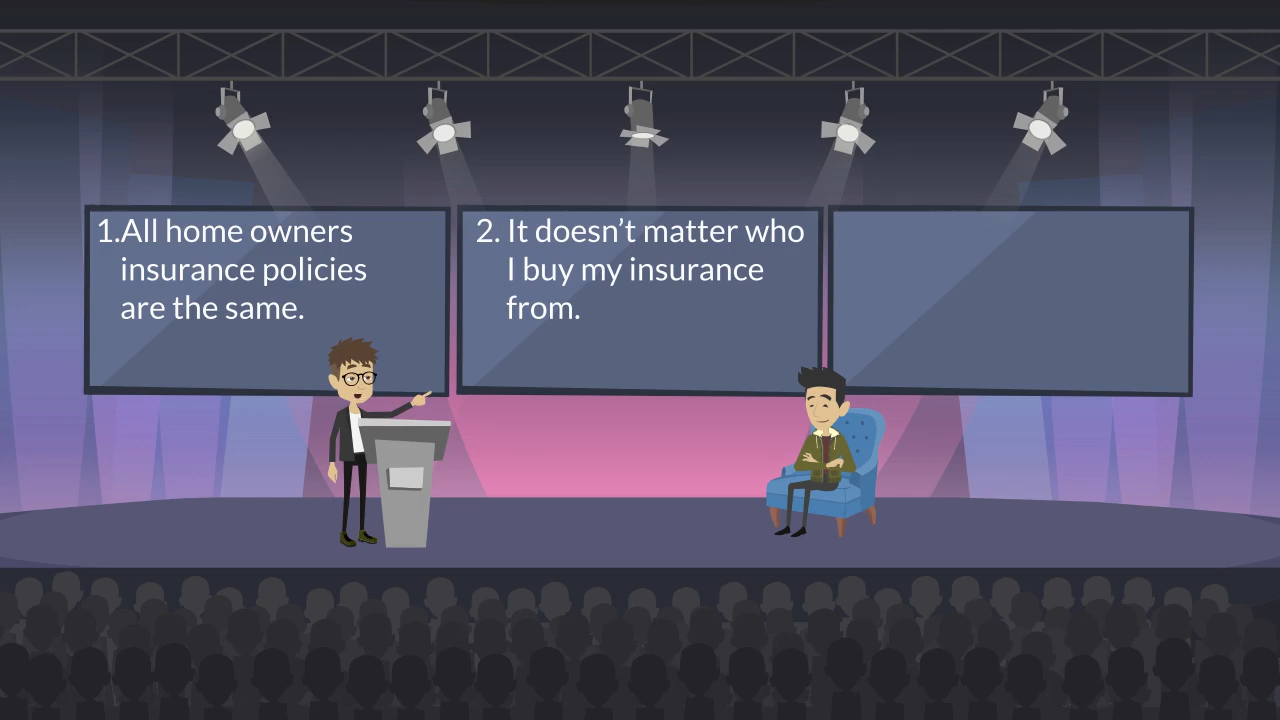 1.All home owners
insurance policies
are the same.
2. It doesn’t matter who
I buy my insurance
from.